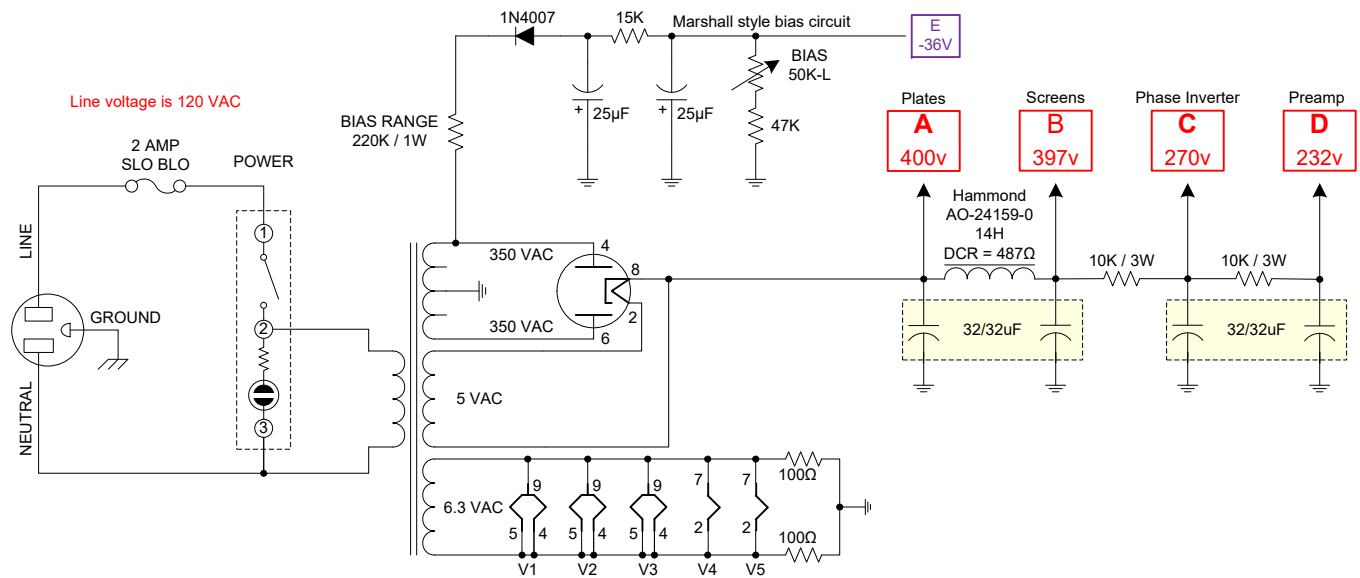 1N4007
15K
Marshall style bias circuit
E
-36V
BIAS
50K-L
+ 25µF
+ 25µF
47K
BIAS RANGE
220K / 1W
Line voltage is 120 VAC
2 AMP
SLO BLO
POWER
LINE
1
2
3
GROUND
NEUTRAL
350 VAC
4
8
2
350 VAC
6
5 VAC
6.3 VAC
9
5 4
V1
9
5 4
V2
9
5 4
V3
7
2
V4
7
2
V5
100Ω
100Ω
Plates
A
400v
Screens
B
397v
Phase Inverter
C
270v
Preamp
D
232v
Hammond
AO-24159-0
14H
DCR = 487Ω
10K / 3W
10K / 3W
32/32uF
32/32uF